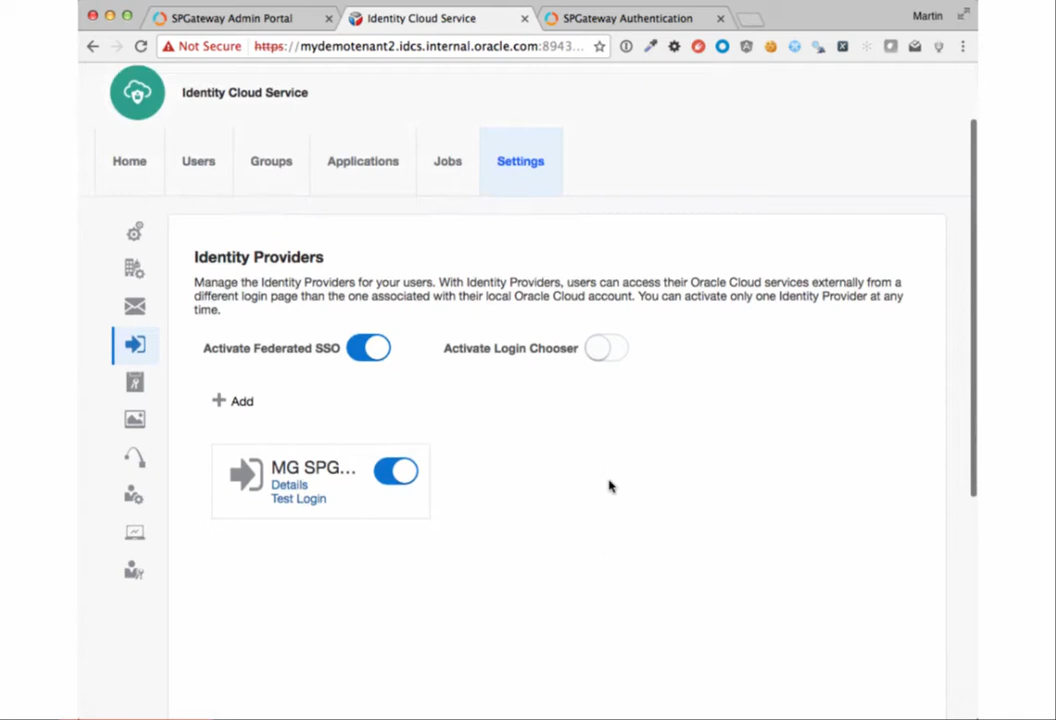 SPGateway Admin Portal
Identity Cloud Service
SPGateway Authentication
Martin
Not Secure https://mydemotenant2.idcs.internal.oracle.com:8943...
Identity Cloud Service
Home
Users
Groups
Applications
Jobs
Settings
Identity Providers
Manage the Identity Providers for your users. With Identity Providers, users can access their Oracle Cloud services externally from a
different login page than the one associated with their local Oracle Cloud account. You can activate only one Identity Provider at any
time.
Activate Federated SSO
Activate Login Chooser
+ Add
MG SPG...
Details
Test Login